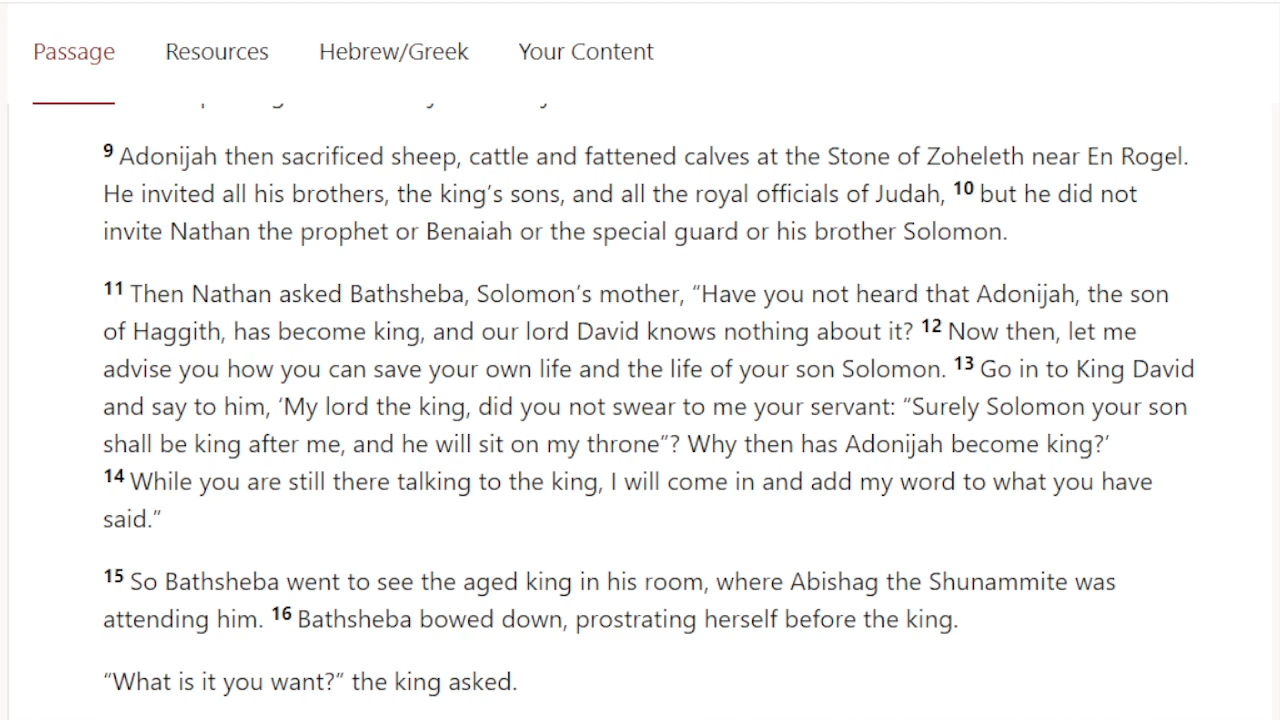 Passage Resources Hebrew/Greek Your Content
9 Adonijah then sacrificed sheep, cattle and fattened calves at the Stone of Zoheleth near En Rogel.
He invited all his brothers, the king’s sons, and all the royal officials of Judah, 10 but he did not
invite Nathan the prophet or Benaiah or the special guard or his brother Solomon.
11 Then Nathan asked Bathsheba, Solomon’s mother, “Have you not heard that Adonijah, the son
of Haggith, has become king, and our lord David knows nothing about it? 12 Now then, let me
advise you how you can save your own life and the life of your son Solomon. 13 Go in to King David
and say to him, ‘My lord the king, did you not swear to me your servant: “Surely Solomon your son
shall be king after me, and he will sit on my throne”? Why then has Adonijah become king?’
14 While you are still there talking to the king, I will come in and add my word to what you have
said.”
15 So Bathsheba went to see the aged king in his room, where Abishag the Shunammite was
attending him. 16 Bathsheba bowed down, prostrating herself before the king.
“What is it you want?” the king asked.